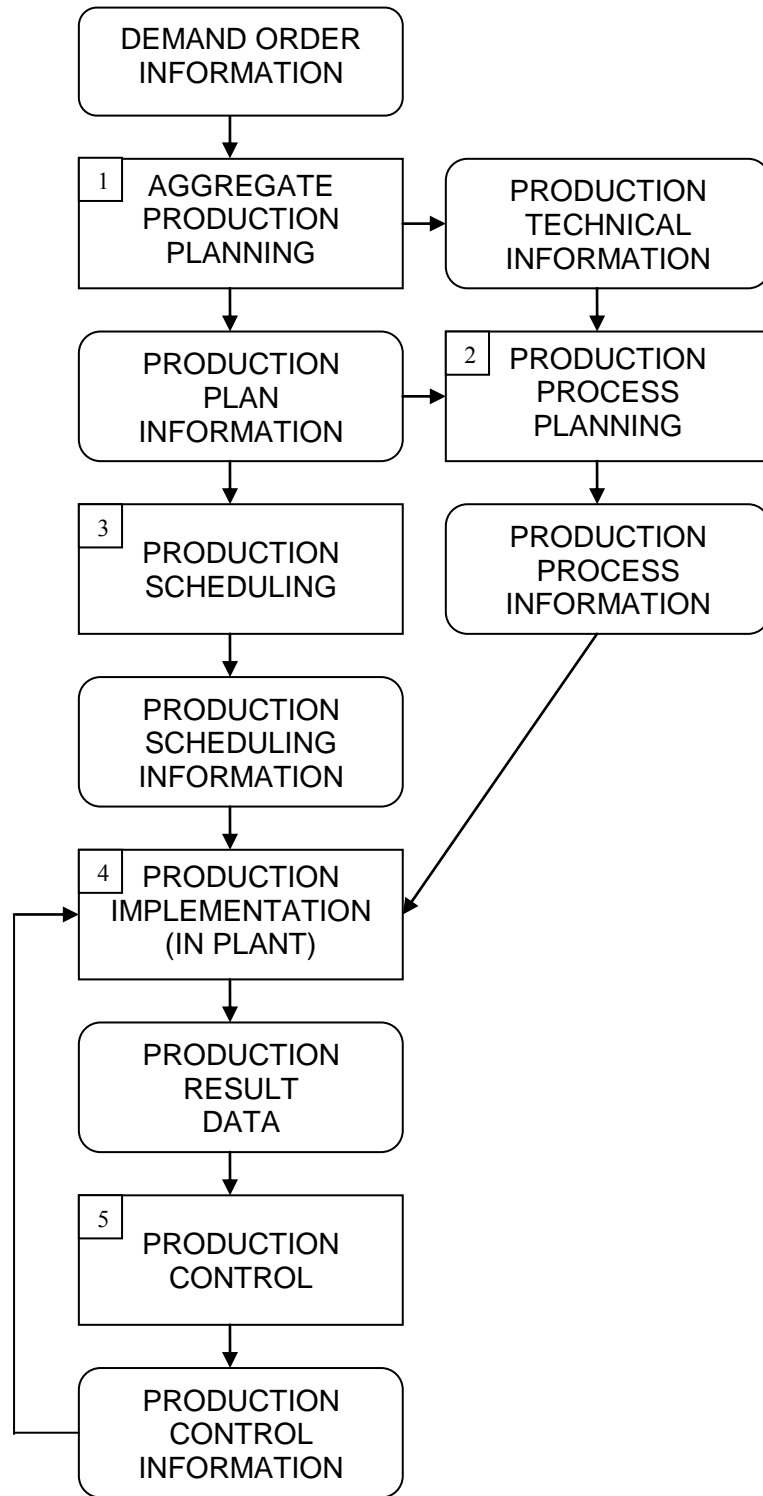 DEMAND ORDER
INFORMATION
1
AGGREGATE
PRODUCTION
PLANNING
PRODUCTION
TECHNICAL
INFORMATION
PRODUCTION
PLAN
INFORMATION
2
PRODUCTION
PROCESS
PLANNING
3
PRODUCTION
SCHEDULING
PRODUCTION
PROCESS
INFORMATION
PRODUCTION
SCHEDULING
INFORMATION
4
PRODUCTION
IMPLEMENTATION
(IN PLANT)
PRODUCTION
RESULT
DATA
5
PRODUCTION
CONTROL
PRODUCTION
CONTROL
INFORMATION